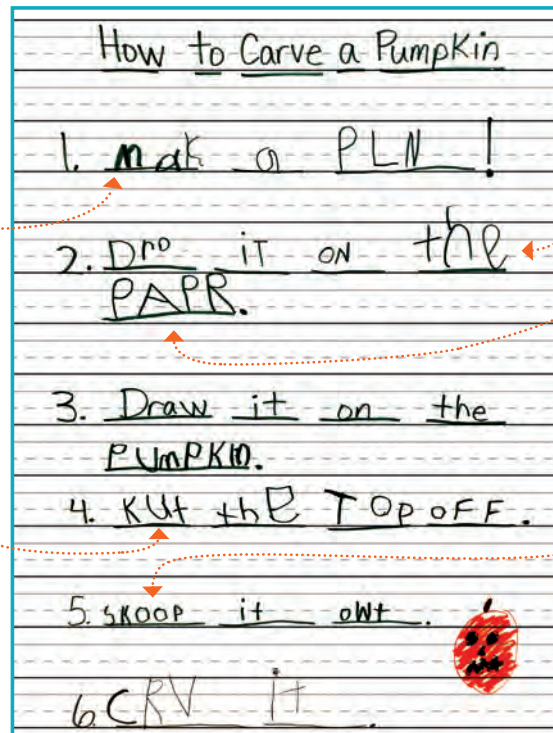 How to Carve a Pumpkin
1. mak a PLN !
2. Dro iT ON the
PAPR.
3. Draw it on the
PUmPKIn.
4. KUt thE TOp oFF.
5. SKOOP it owt.
6. CRV it.